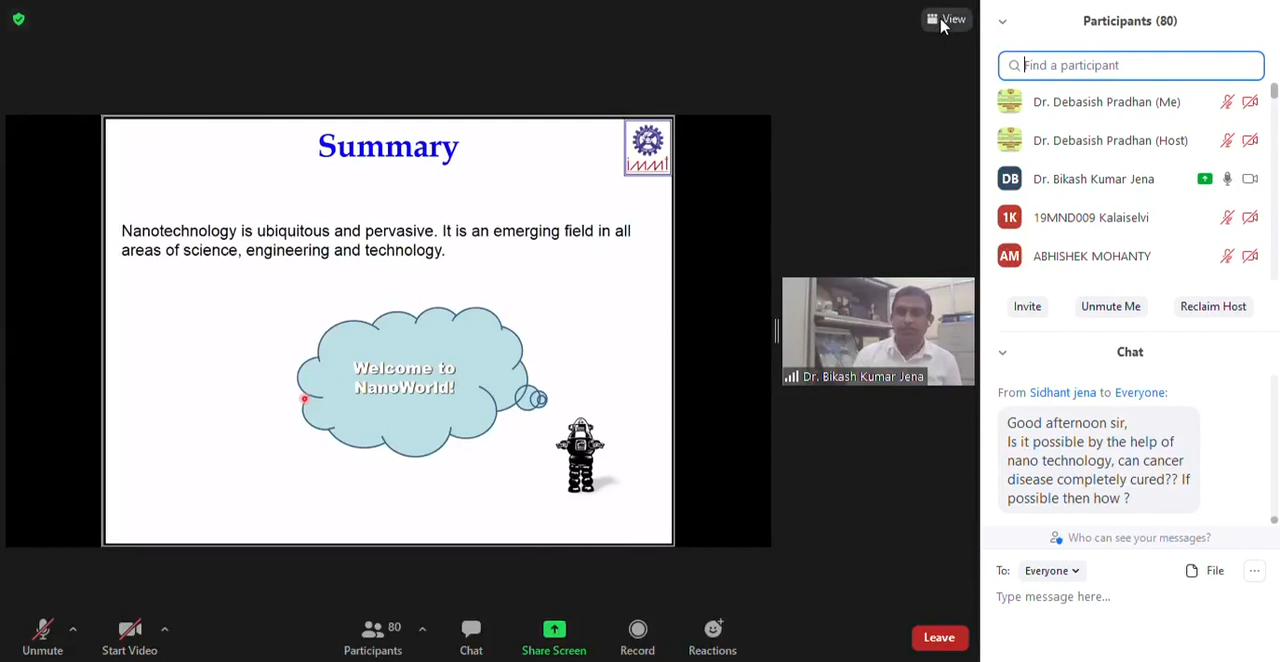 View
Summary
immt
Nanotechnology is ubiquitous and pervasive. It is an emerging field in all
areas of science, engineering and technology.
Welcome to
NanoWorld!
Dr. Bikash Kumar Jena
Unmute
Start Video
80
Participants
Chat
Share Screen
Record
Reactions
Leave
Participants (80)
Find a participant
Dr. Debasish Pradhan (Me)
Dr. Debasish Pradhan (Host)
DB Dr. Bikash Kumar Jena
1K 19MND009 Kalaiselvi
AM ABHISHEK MOHANTY
Invite Unmute Me Reclaim Host
Chat
From Sidhant jena to Everyone:
Good afternoon sir,
Is it possible by the help of
nano technology, can cancer
disease completely cured?? If
possible then how ?
Who can see your messages?
To: Everyone File ...
Type message here...